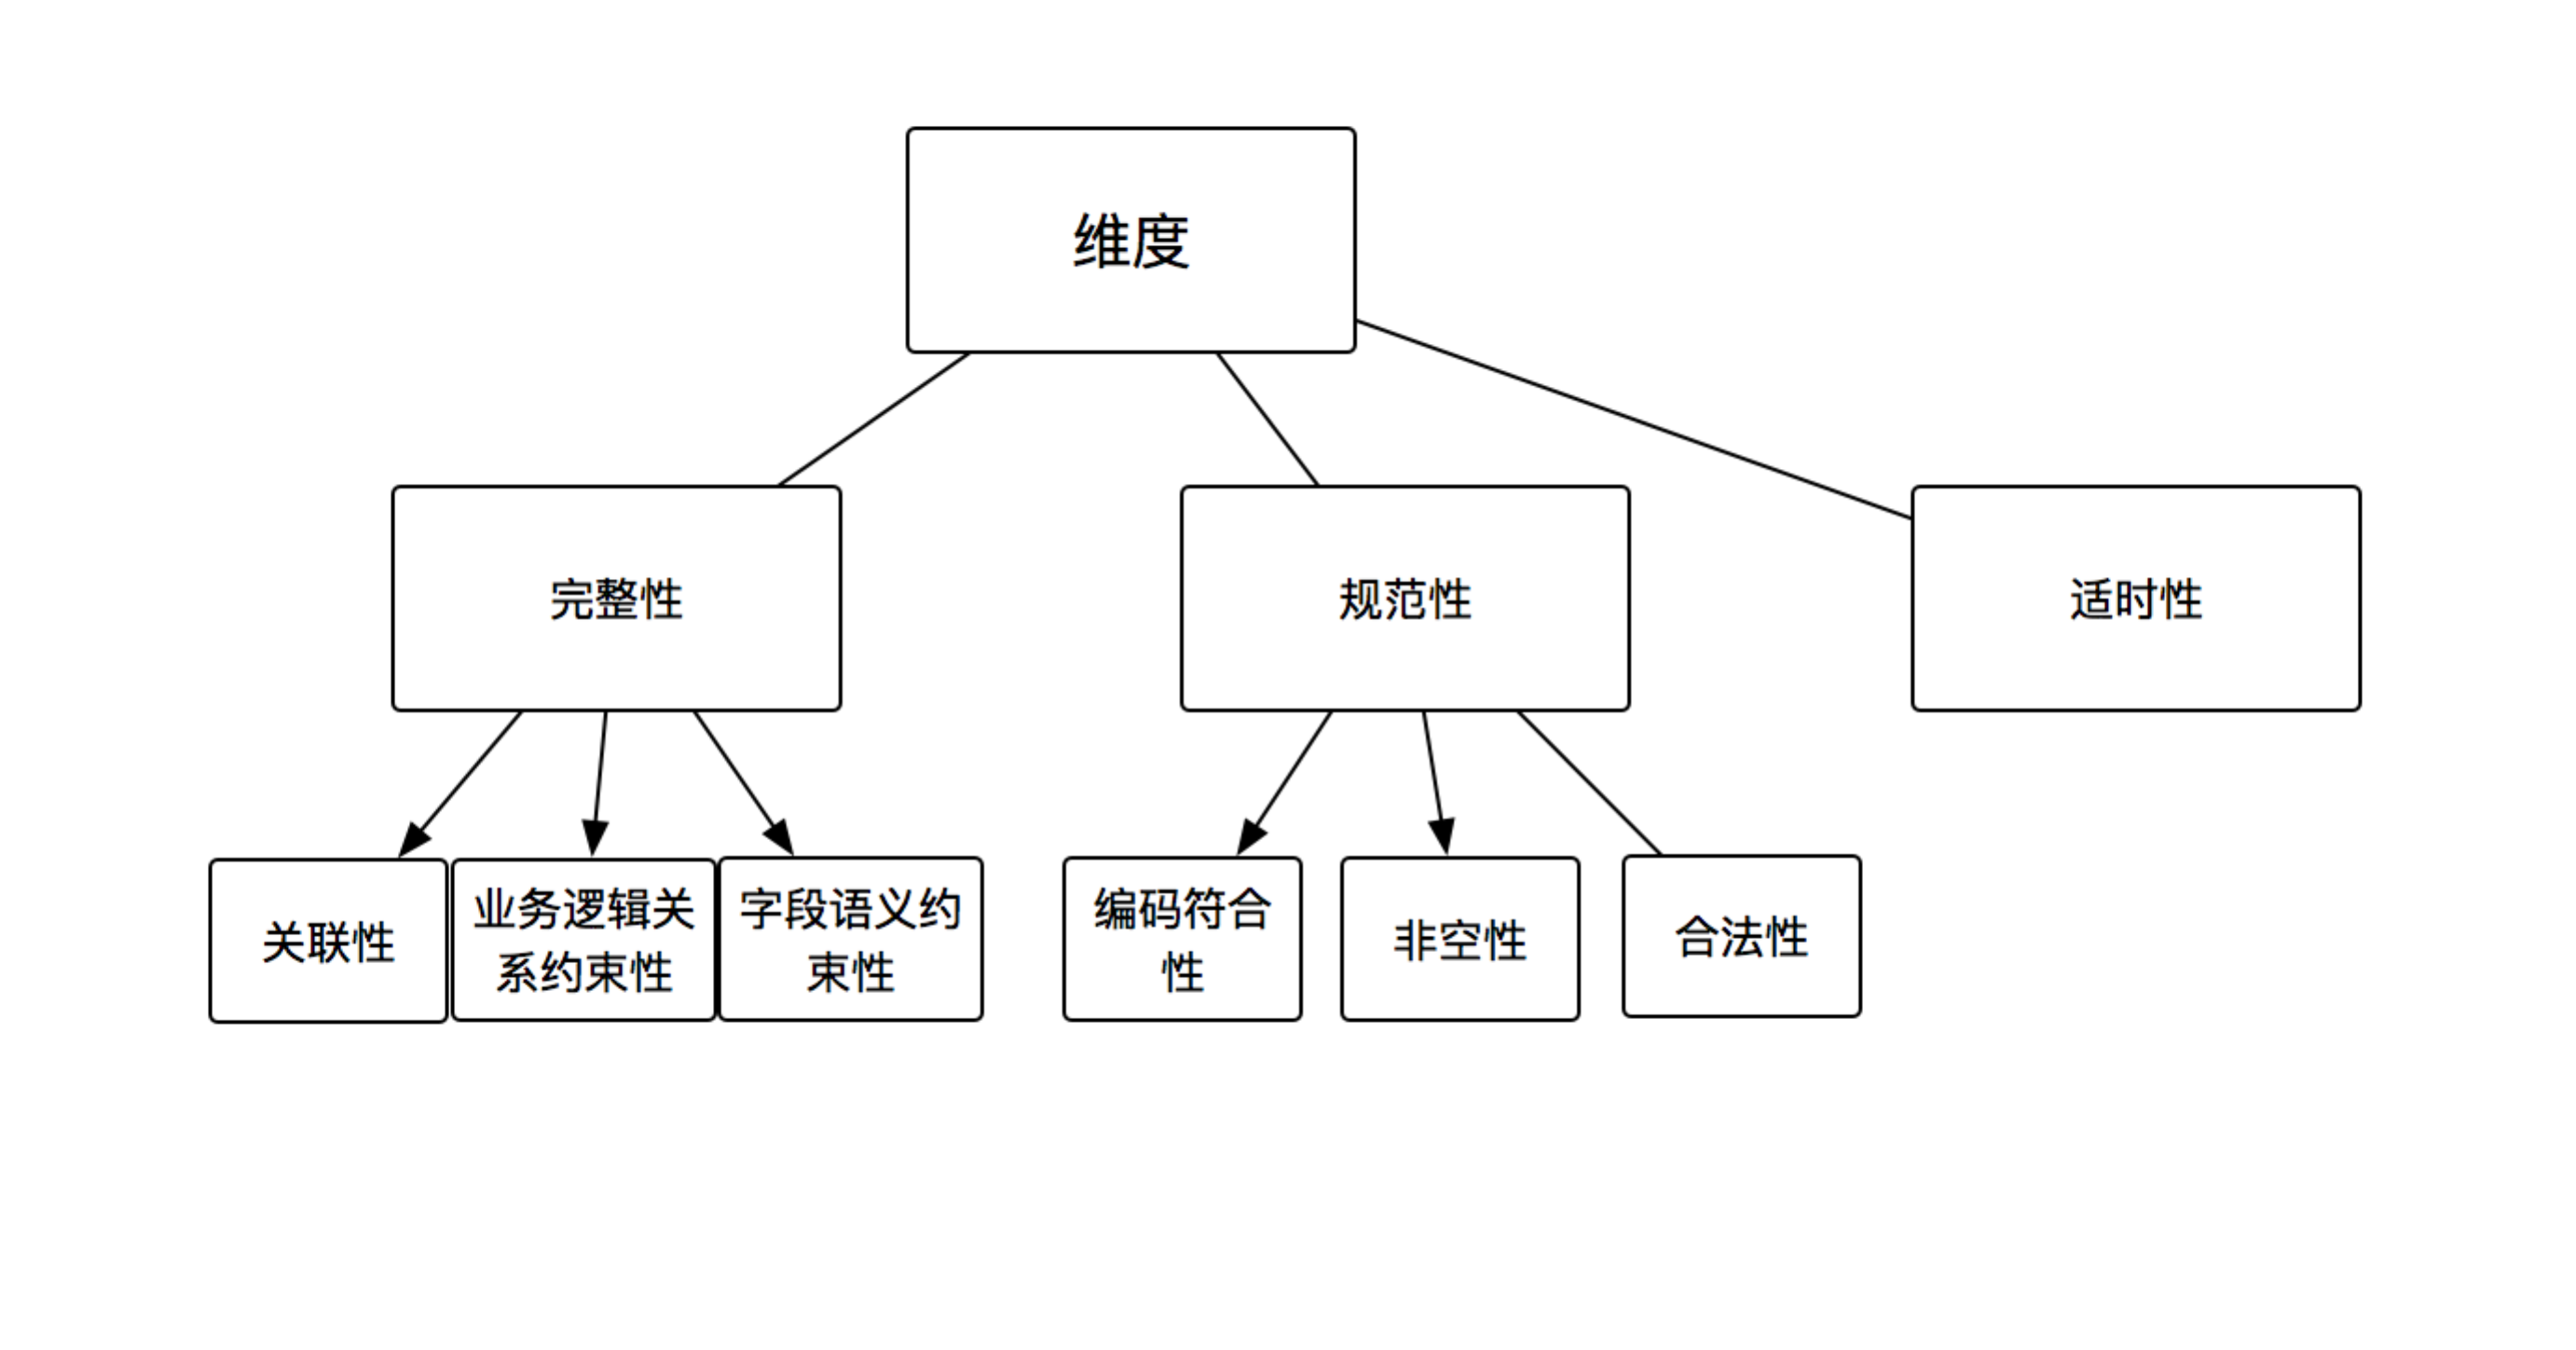 维度
完整性
规范性
适时性
关联性
业务逻辑关
系约束性
字段语义约
束性
编码符合
性
非空性
合法性